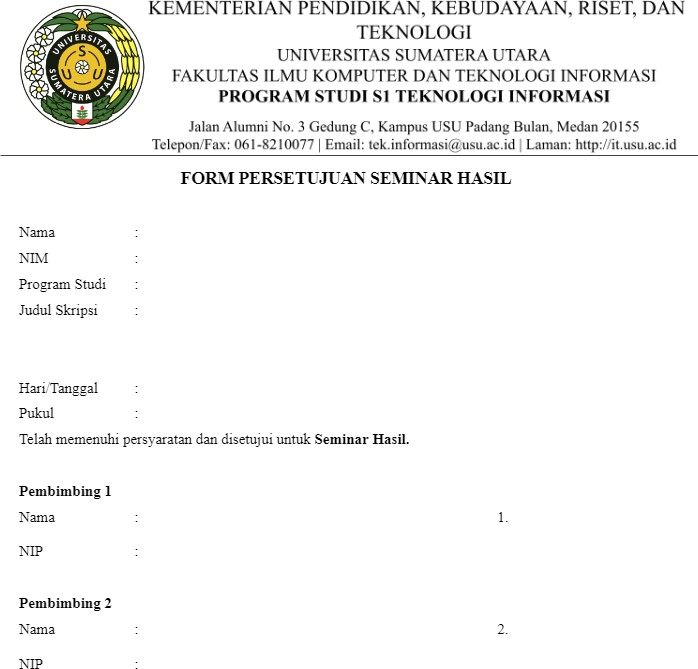 KEMENTERIAN PENDIDIKAN, KEBUDAYAAN, RISET, DAN
TEKNOLOGI
UNIVERSITAS SUMATERA UTARA
FAKULTAS ILMU KOMPUTER DAN TEKNOLOGI INFORMASI
PROGRAM STUDI S1 TEKNOLOGI INFORMASI
Jalan Alumni No. 3 Gedung C, Kampus USU Padang Bulan, Medan 20155
Telepon/Fax: 061-8210077 | Email: tek.informasi@usu.ac.id | Laman: http://it.usu.ac.id
UNIVERSITAS
SUMATERA UTARA
USU
FORM PERSETUJUAN SEMINAR HASIL
Nama :
NIM :
Program Studi :
Judul Skripsi :
Hari/Tanggal :
Pukul :
Telah memenuhi persyaratan dan disetujui untuk Seminar Hasil.
Pembimbing 1
Nama : 1.
NIP :
Pembimbing 2
Nama : 2.
NIP :